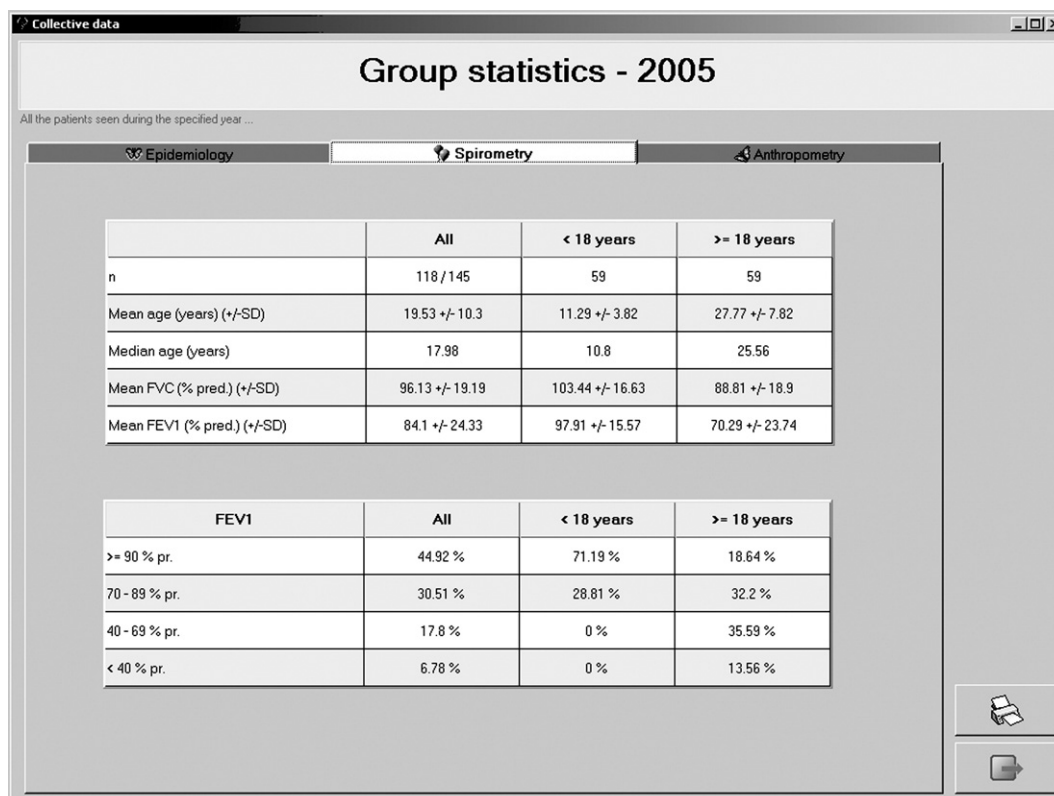 Collective data
Group statistics - 2005
All the patients seen during the specified year ...
Epidemiology Spirometry Anthropometry
All < 18 years >= 18 years
n 118 / 145 59 59
Mean age (years) (+/-SD) 19.53 +/- 10.3 11.29 +/- 3.82 27.77 +/- 7.82
Median age (years) 17.98 10.8 25.56
Mean FVC (% pred.) (+/-SD) 96.13 +/- 19.19 103.44 +/- 16.63 88.81 +/- 18.9
Mean FEV1 (% pred.) (+/-SD) 84.1 +/- 24.33 97.91 +/- 15.57 70.29 +/- 23.74
FEV1 All < 18 years >= 18 years
>= 90 % pr. 44.92 % 71.19 % 18.64 %
70 - 89 % pr. 30.51 % 28.81 % 32.2 %
40 - 69 % pr. 17.8 % 0 % 35.59 %
< 40 % pr. 6.78 % 0 % 13.56 %